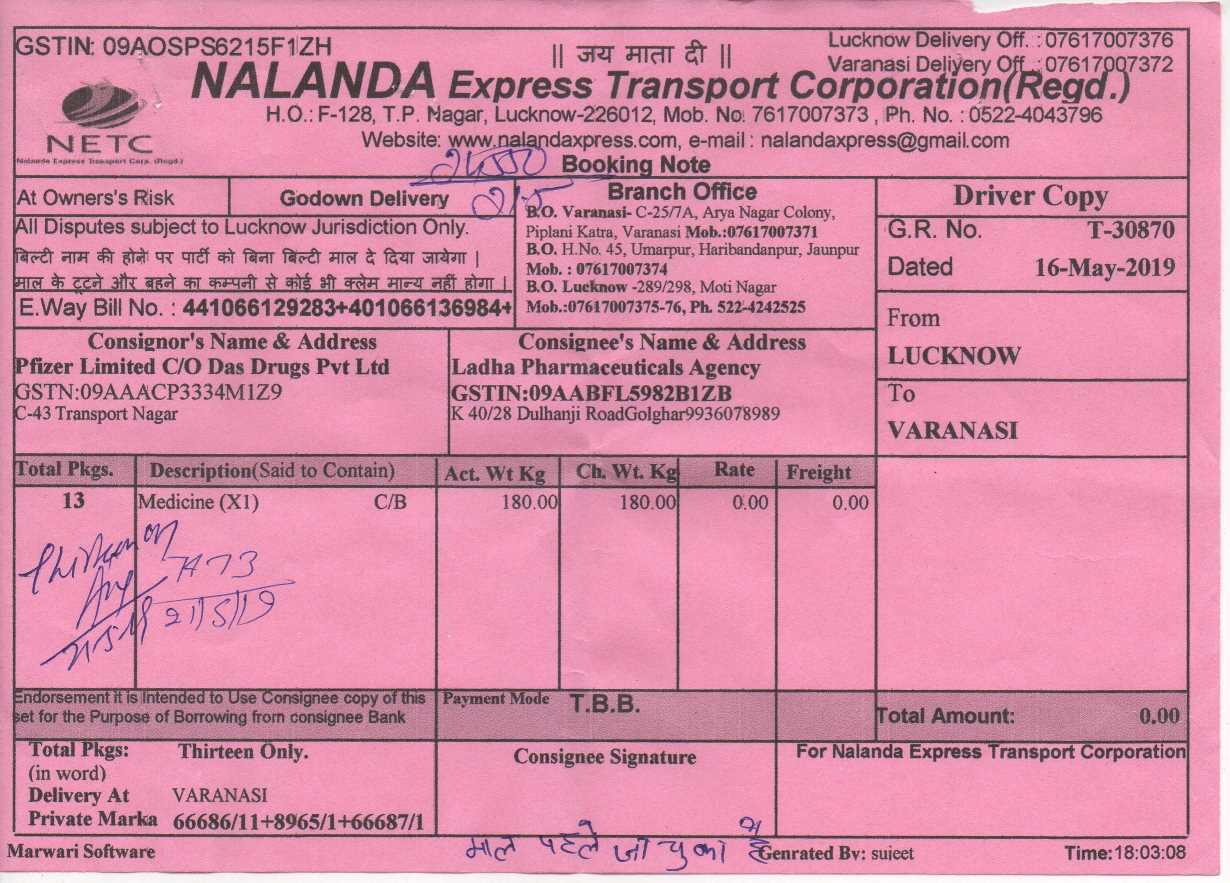 GSTIN: 09AOSPS6215F1ZH
|| जय माता दी ||
Lucknow Delivery Off. : 07617007376
Varanasi Delivery Off. : 07617007372
NALANDA Express Transport Corporation(Regd.)
NETC
Nalanda Express Transport Corp. (Regd.)
H.O.: F-128, T.P. Nagar, Lucknow-226012, Mob. No. 7617007373 , Ph. No. : 0522-4043796
Website: www.nalandaxpress.com, e-mail : nalandaxpress@gmail.com
Booking Note
At Owners's Risk
Godown Delivery
All Disputes subject to Lucknow Jurisdiction Only.
बिल्टी नाम की होने पर पार्टी को बिना बिल्टी माल दे दिया जायेगा |
माल के टूटने और बहने का कम्पनी से कोई भी क्लेम मान्य नहीं होगा |
E.Way Bill No. : 441066129283+401066136984+
Branch Office
B.O. Varanasi- C-25/7A, Arya Nagar Colony,
Piplani Katra, Varanasi Mob.:07617007371
B.O. H.No. 45, Umarpur, Haribandanpur, Jaunpur
Mob. : 07617007374
B.O. Lucknow -289/298, Moti Nagar
Mob.:07617007375-76, Ph. 522-4242525
Driver Copy
G.R. No. T-30870
Dated 16-May-2019
From
LUCKNOW
To
VARANASI
Consignor's Name & Address
Pfizer Limited C/O Das Drugs Pvt Ltd
GSTN:09AAACP3334M1Z9
C-43 Transport Nagar
Consignee's Name & Address
Ladha Pharmaceuticals Agency
GSTIN:09AABFL5982B1ZB
K 40/28 Dulhanji RoadGolghar9936078989
Total Pkgs. Description(Said to Contain) Act. Wt Kg Ch. Wt. Kg Rate Freight
13 Medicine (X1) C/B 180.00 180.00 0.00 0.00
Endorsement it is Intended to Use Consignee copy of this
set for the Purpose of Borrowing from consignee Bank
Payment Mode T.B.B.
Total Amount: 0.00
Total Pkgs: Thirteen Only.
(in word)
Delivery At VARANASI
Private Marka 66686/11+8965/1+66687/1
Consignee Signature
For Nalanda Express Transport Corporation
माल पहले जा चुका है
Marwari Software
Genrated By: sujeet
Time:18:03:08